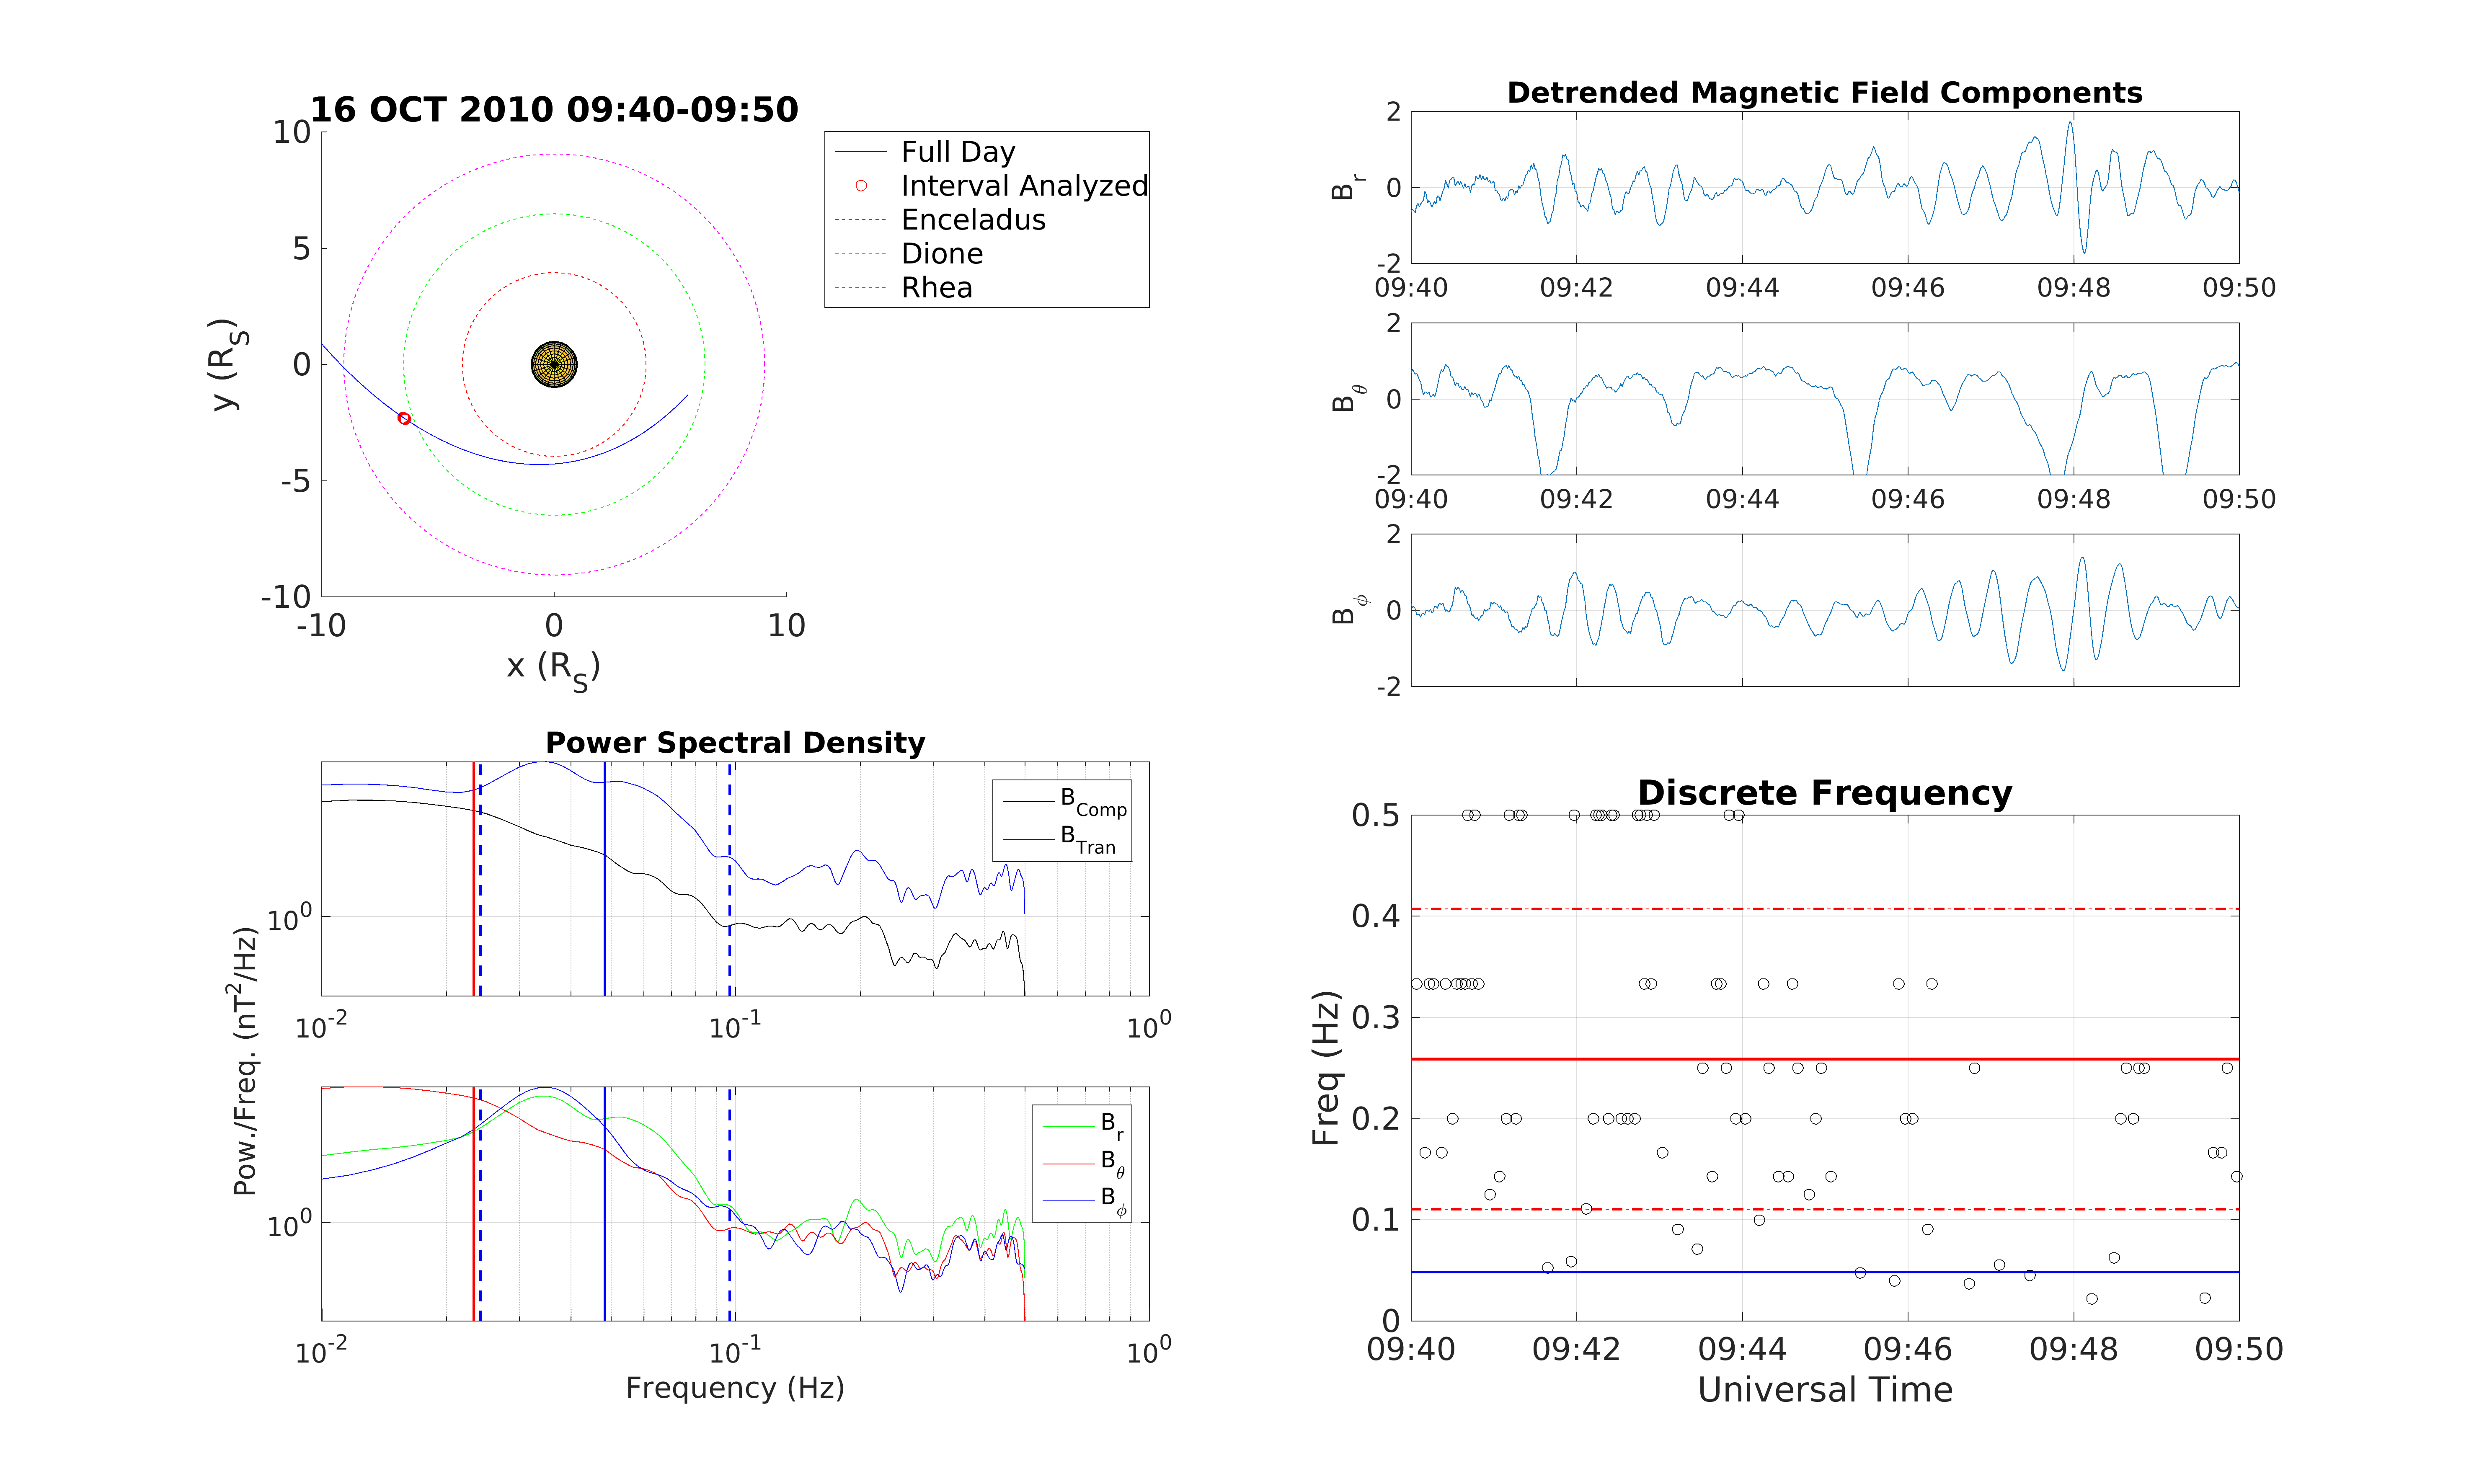 16 OCT 2010 09:40-09:50
10
5
0
-5
-10
-10 0 10
y (R_S)
x (R_S)
Full Day
Interval Analyzed
Enceladus
Dione
Rhea
Detrended Magnetic Field Components
2
0
-2
B_r
09:40 09:42 09:44 09:46 09:48 09:50
2
0
-2
B_θ
09:40 09:42 09:44 09:46 09:48 09:50
2
0
-2
B_ϕ
Power Spectral Density
10^0
B_Comp
B_Tran
10^-2 10^-1 10^0
10^0
B_r
B_θ
B_ϕ
10^-2 10^-1 10^0
Pow./Freq. (nT^2/Hz)
Frequency (Hz)
Discrete Frequency
0.5
0.4
0.3
0.2
0.1
0
Freq (Hz)
09:40 09:42 09:44 09:46 09:48 09:50
Universal Time